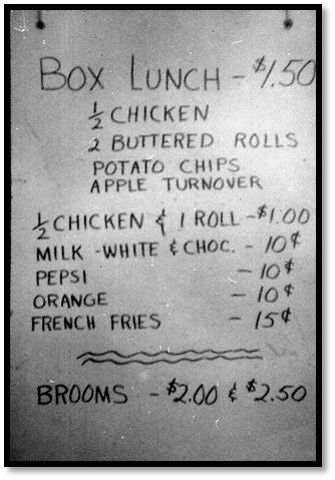 BOX LUNCH - $1.50
½ CHICKEN
2 BUTTERED ROLLS
POTATO CHIPS
APPLE TURNOVER
½ CHICKEN & 1 ROLL - $1.00
MILK - WHITE & CHOC. - 10¢
PEPSI - 10¢
ORANGE - 10¢
FRENCH FRIES - 15¢
BROOMS - $2.00 & $2.50